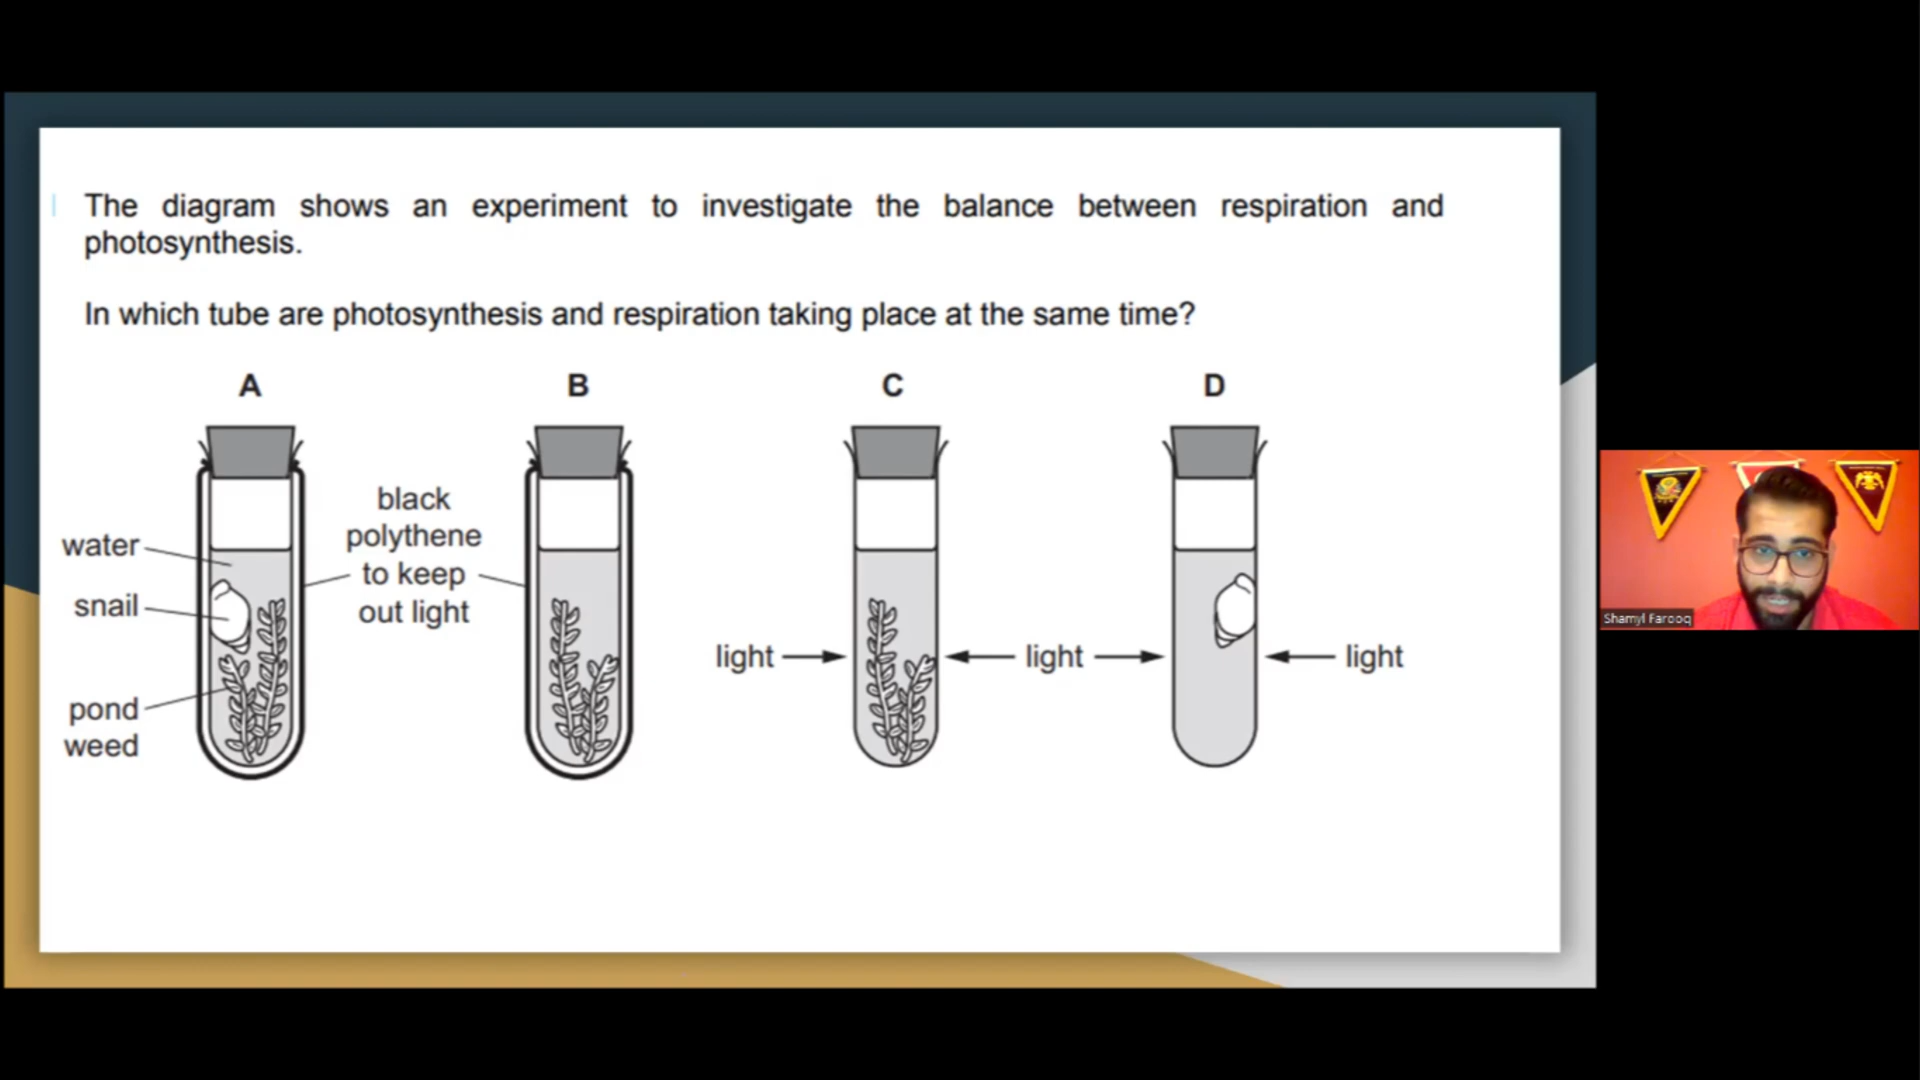 The diagram shows an experiment to investigate the balance between respiration and
photosynthesis.
In which tube are photosynthesis and respiration taking place at the same time?
A
B
C
D
water
snail
pond
weed
black
polythene
to keep
out light
light
light
light
Shamyl Farooq